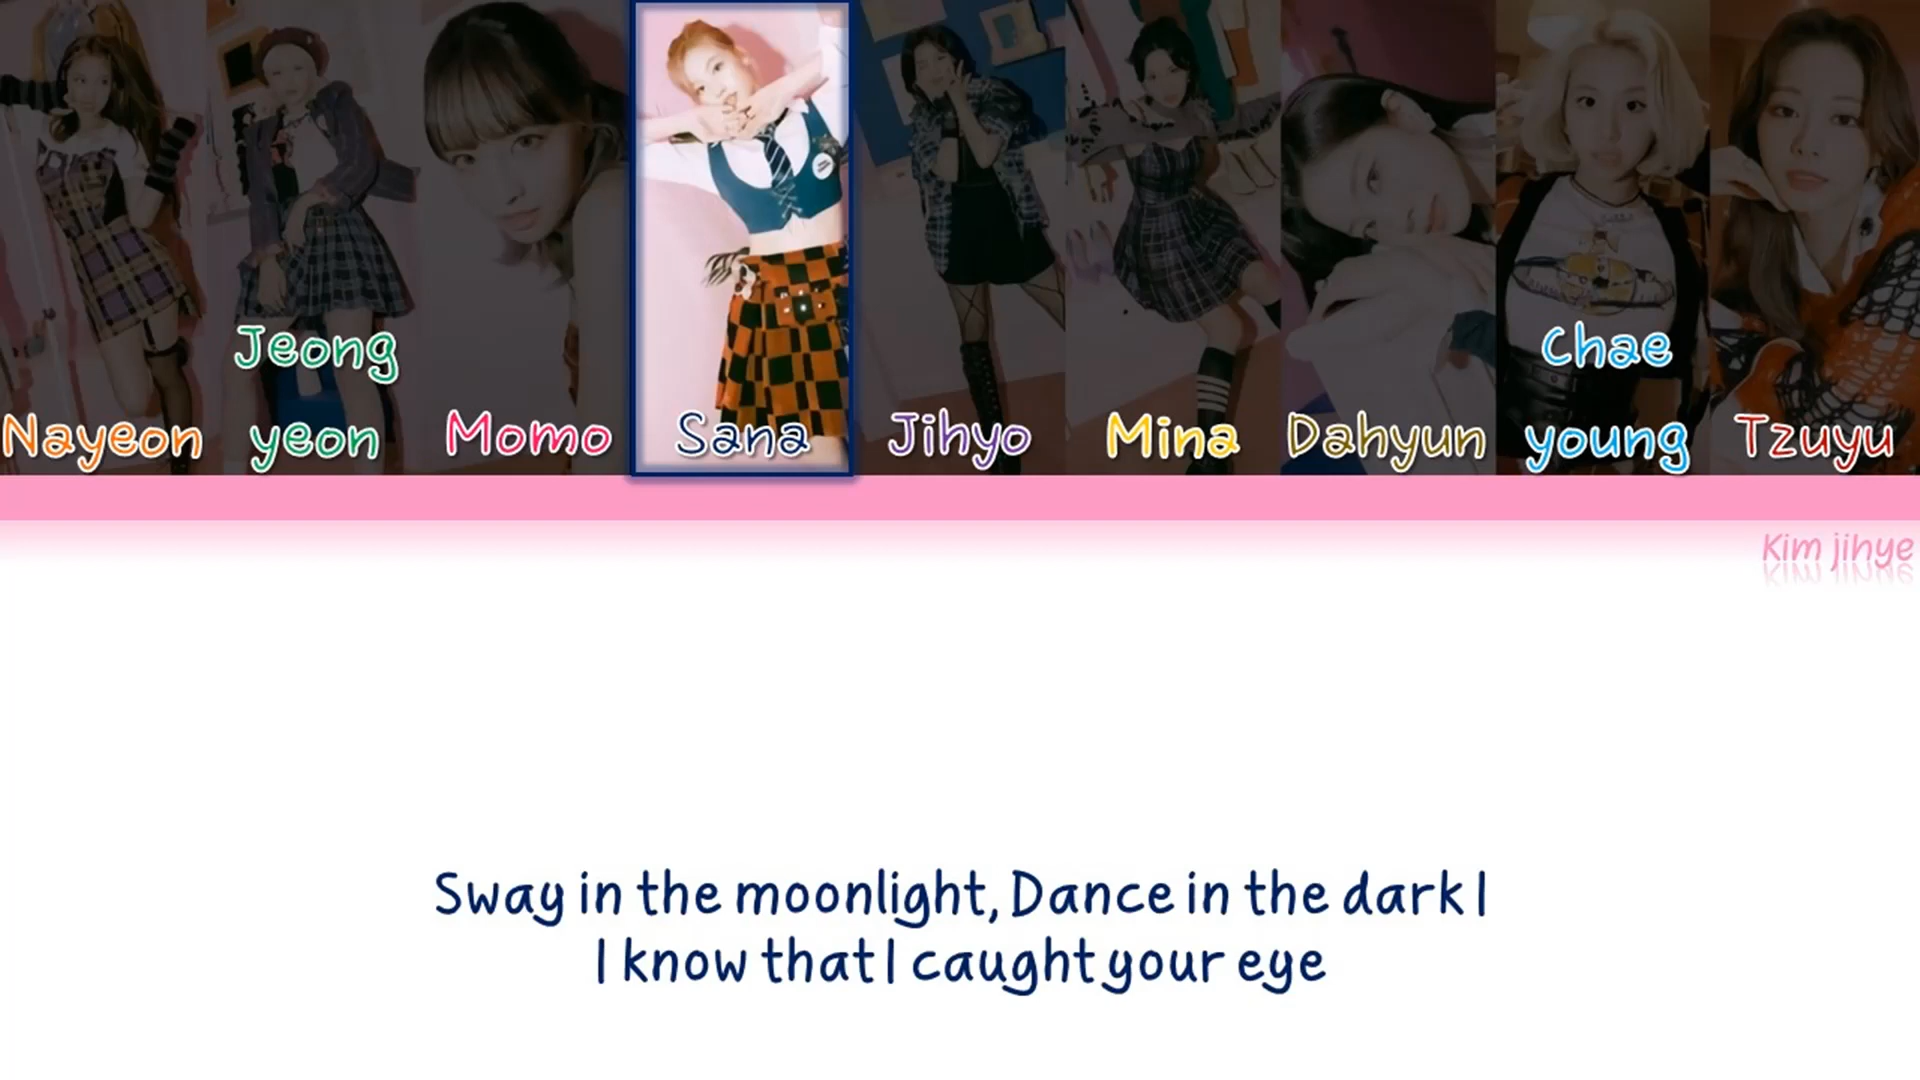 Nayeon
Jeong
yeon
Momo
Sana
Jihyo
Mina
Dahyun
Chae
young
Tzuyu
Kim jihye
Sway in the moonlight, Dance in the dark I
I know that I caught your eye